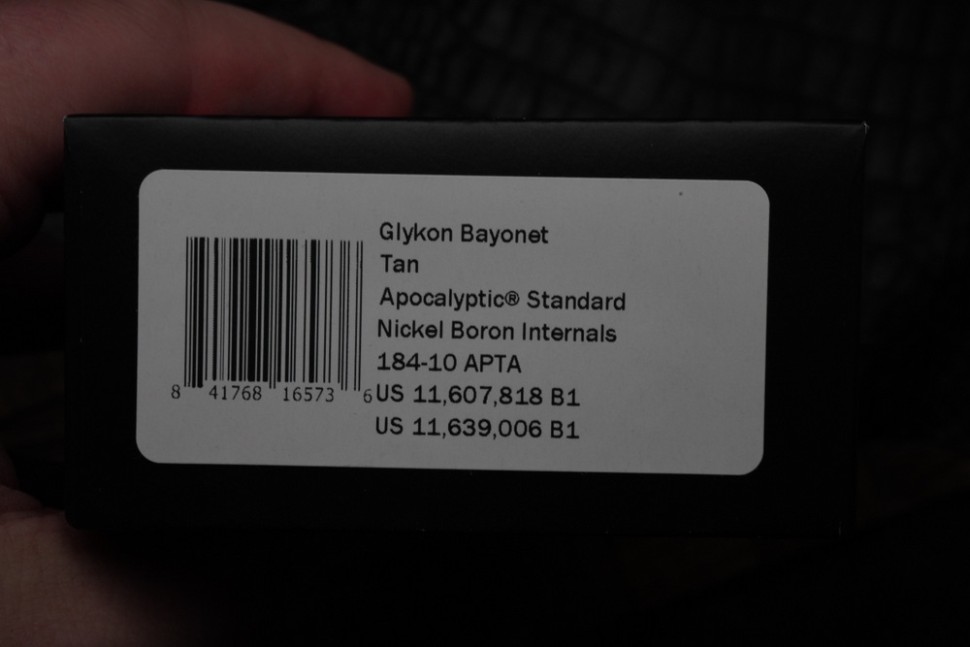 Glykon Bayonet
Tan
Apocalyptic® Standard
Nickel Boron Internals
184-10 APTA
US 11,607,818 B1
US 11,639,006 B1
8 41768 16573 6